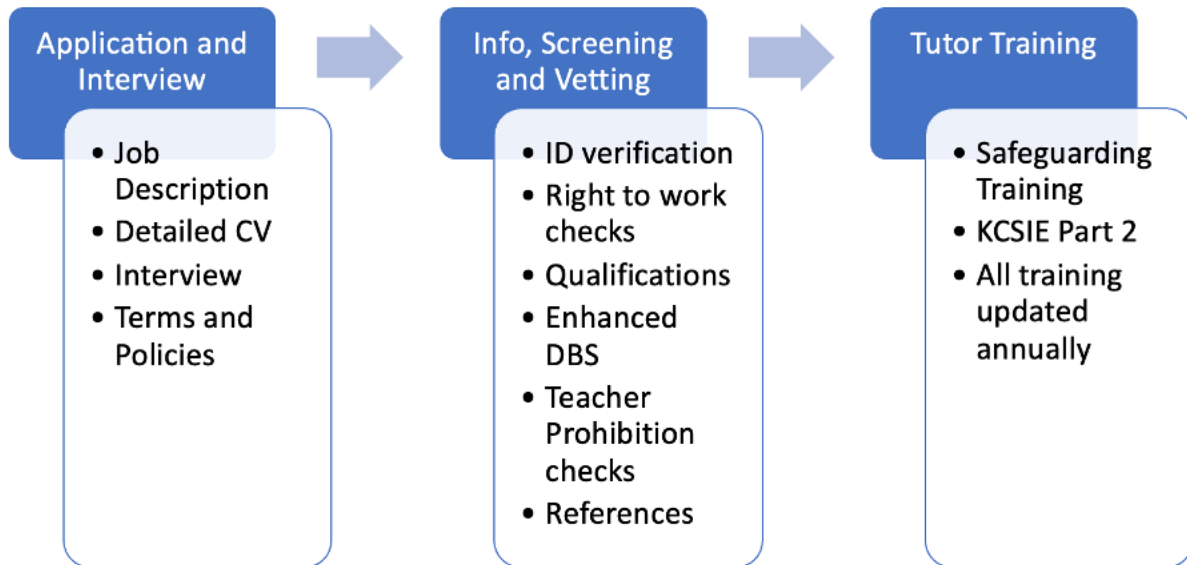 Application and
Interview
• Job
Description
• Detailed CV
• Interview
• Terms and
Policies
Info, Screening
and Vetting
• ID verification
• Right to work
checks
• Qualifications
• Enhanced
DBS
• Teacher
Prohibition
checks
• References
Tutor Training
• Safeguarding
Training
• KCSIE Part 2
• All training
updated
annually